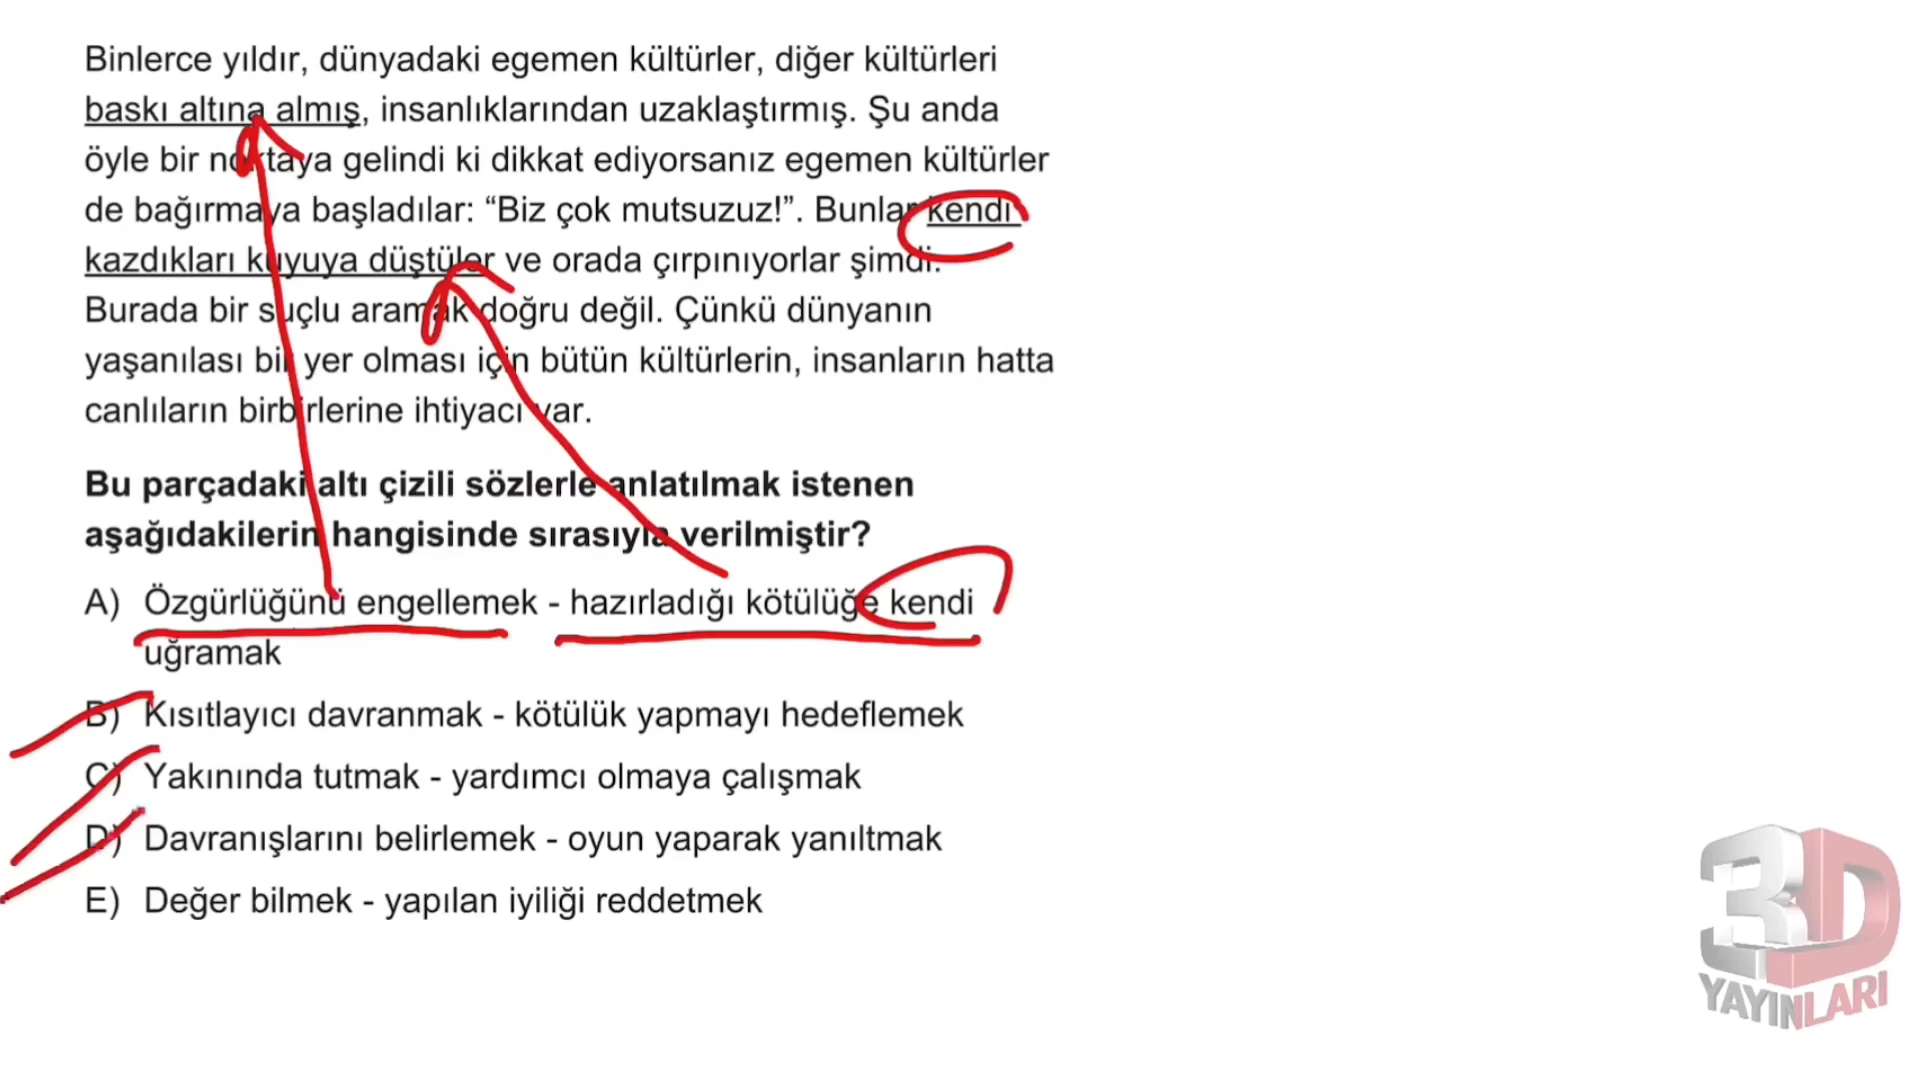 Binlerce yıldır, dünyadaki egemen kültürler, diğer kültürleri
baskı altına almış, insanlıklarından uzaklaştırmış. Şu anda
öyle bir noktaya gelindi ki dikkat ediyorsanız egemen kültürler
de bağırmaya başladılar: “Biz çok mutsuzuz!”. Bunlar kendi
kazdıkları kuyuya düştüler ve orada çırpınıyorlar şimdi.
Burada bir suçlu aramak doğru değil. Çünkü dünyanın
yaşanılası bir yer olması için bütün kültürlerin, insanların hatta
canlıların birbirlerine ihtiyacı var.
Bu parçadaki altı çizili sözlerle anlatılmak istenen
aşağıdakilerin hangisinde sırasıyla verilmiştir?
A) Özgürlüğünü engellemek - hazırladığı kötülüğe kendi
uğramak
B) Kısıtlayıcı davranmak - kötülük yapmayı hedeflemek
C) Yakınında tutmak - yardımcı olmaya çalışmak
D) Davranışlarını belirlemek - oyun yaparak yanıltmak
E) Değer bilmek - yapılan iyiliği reddetmek
3D
YAYINLARI